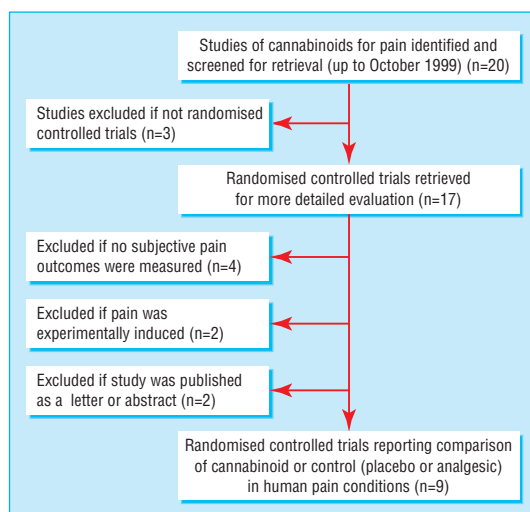 Studies of cannabinoids for pain identified and
screened for retrieval (up to October 1999) (n=20)
Studies excluded if not randomised
controlled trials (n=3)
Randomised controlled trials retrieved
for more detailed evaluation (n=17)
Excluded if no subjective pain
outcomes were measured (n=4)
Excluded if pain was
experimentally induced (n=2)
Excluded if study was published
as a letter or abstract (n=2)
Randomised controlled trials reporting comparison
of cannabinoid or control (placebo or analgesic)
in human pain conditions (n=9)